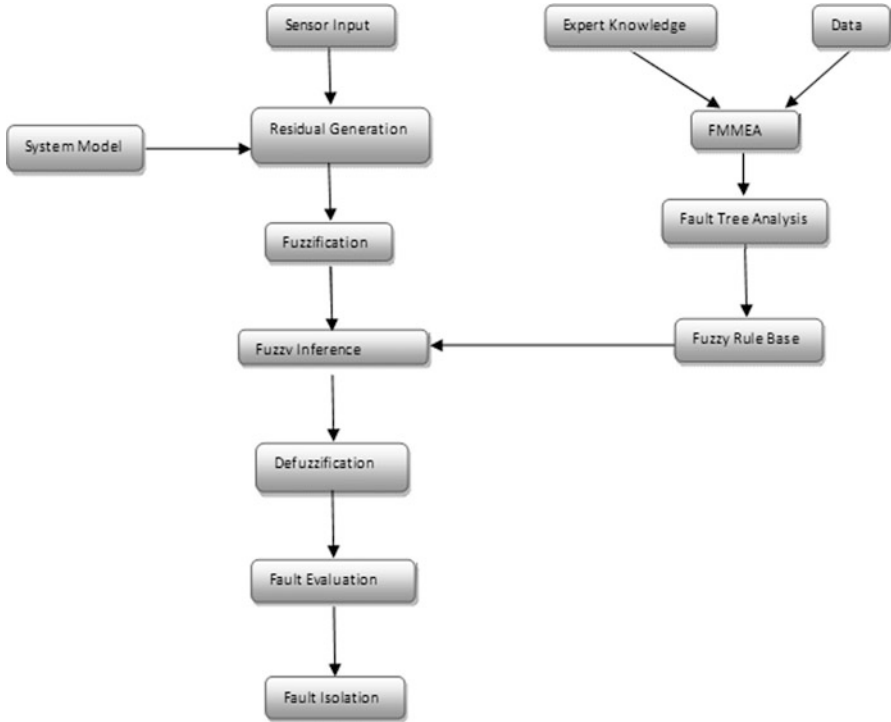 Sensor Input
Expert Knowledge
Data
Residual Generation
System Model
FMMEA
Fault Tree Analysis
Fuzzification
Fuzzy Rule Base
Fuzzv Inference
Defuzzification
Fault Evaluation
Fault Isolation